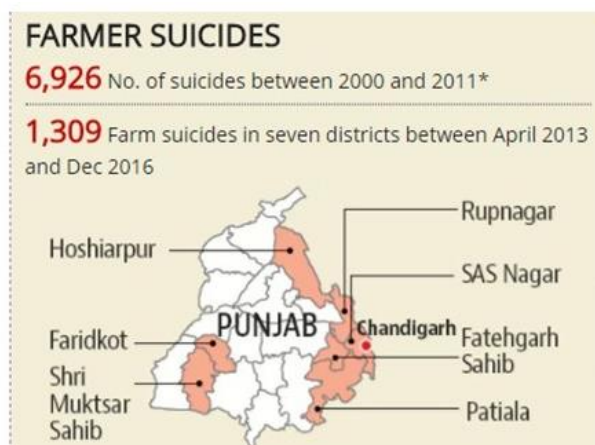 FARMER SUICIDES
6,926 No. of suicides between 2000 and 2011*
1,309 Farm suicides in seven districts between April 2013
and Dec 2016
Hoshiarpur
Faridkot
Shri
Muktsar
Sahib
PUNJAB
Chandigarh
Rupnagar
SAS Nagar
Fatehgarh
Sahib
Patiala